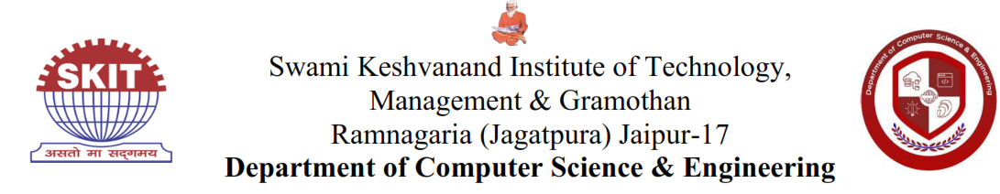 SKIT
असतो मा सद्गमय
Swami Keshvanand Institute of Technology,
Management & Gramothan
Ramnagaria (Jagatpura) Jaipur-17
Department of Computer Science & Engineering
Department of Computer Science & Engineering